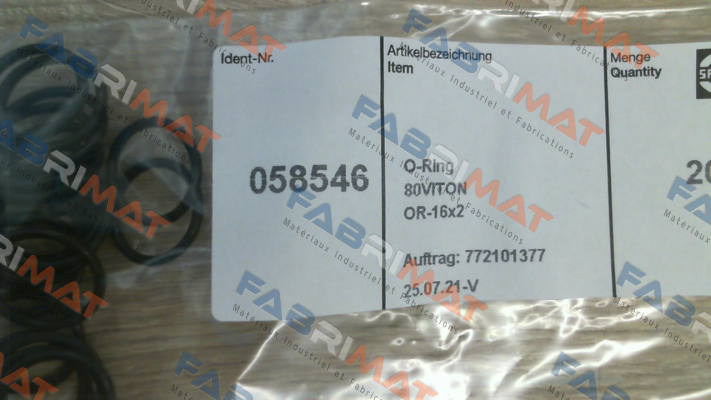 Ident-Nr.
058546
Artikelbezeichnung
Item
O-Ring
80VITON
OR-16x2
Auftrag: 772101377
25.07.21-V
Menge
Quantity
20
FABRIMAT
Matériaux Industriel et Fabrications